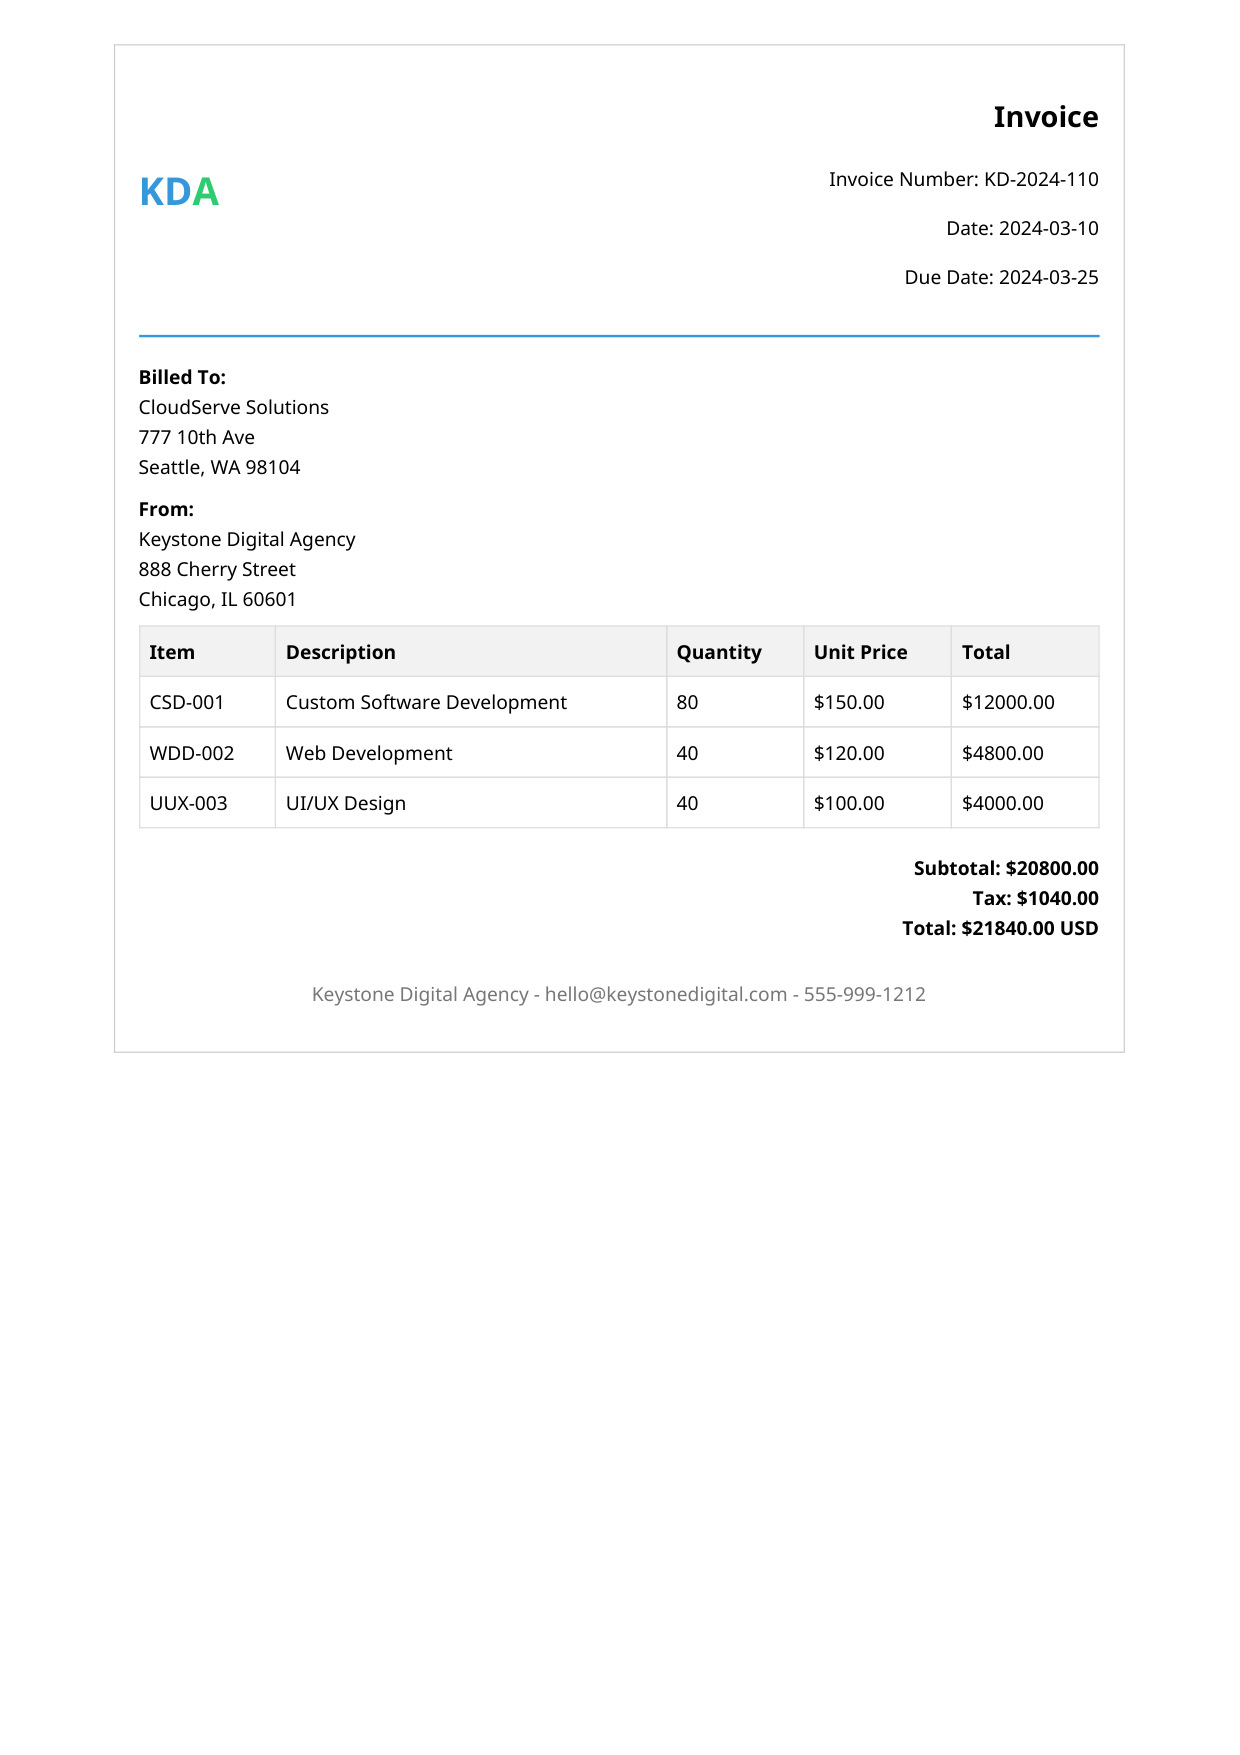 Invoice
KDA
Invoice Number: KD-2024-110
Date: 2024-03-10
Due Date: 2024-03-25
Billed To:
CloudServe Solutions
777 10th Ave
Seattle, WA 98104
From:
Keystone Digital Agency
888 Cherry Street
Chicago, IL 60601
Item Description Quantity Unit Price Total
CSD-001 Custom Software Development 80 $150.00 $12000.00
WDD-002 Web Development 40 $120.00 $4800.00
UUX-003 UI/UX Design 40 $100.00 $4000.00
Subtotal: $20800.00
Tax: $1040.00
Total: $21840.00 USD
Keystone Digital Agency - hello@keystonedigital.com - 555-999-1212